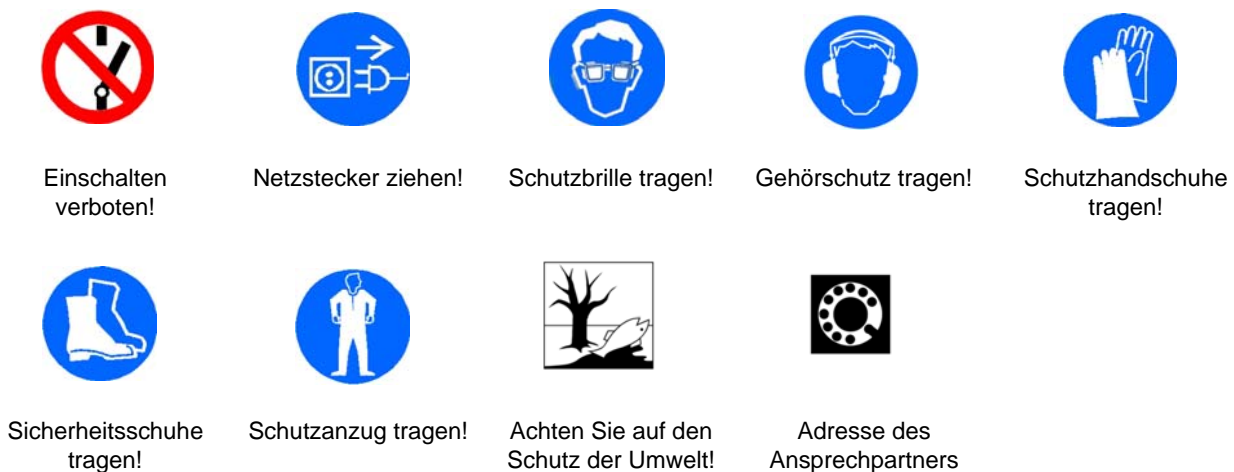 Einschalten
verboten!
Netzstecker ziehen!
Schutzbrille tragen!
Gehörschutz tragen!
Schutzhandschuhe
tragen!
Sicherheitsschuhe
tragen!
Schutzanzug tragen!
Achten Sie auf den
Schutz der Umwelt!
Adresse des
Ansprechpartners